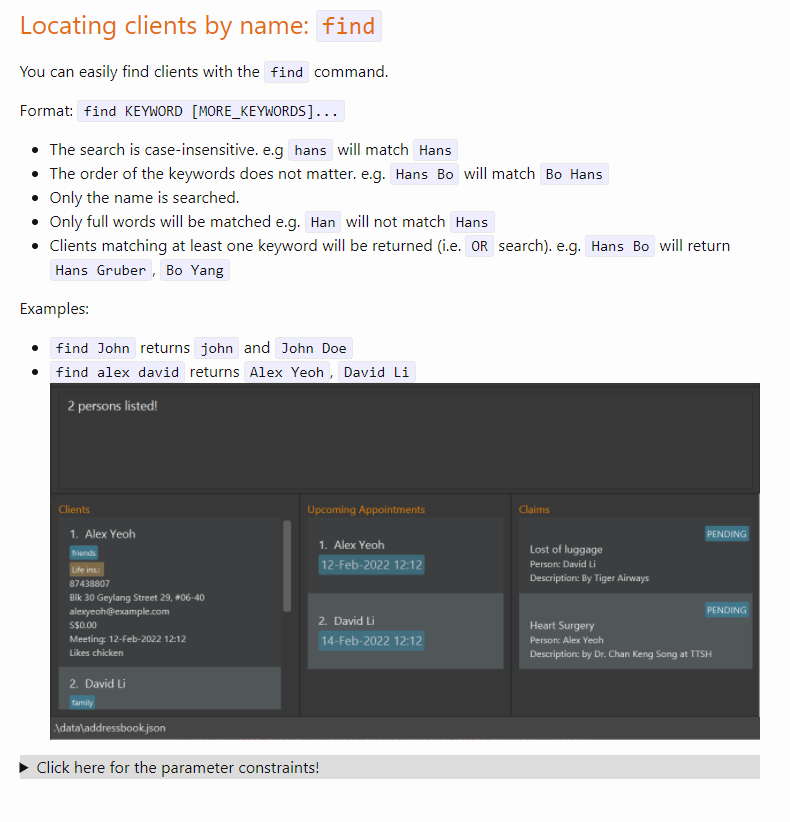 Locating clients by name: find
You can easily find clients with the find command.
Format: find KEYWORD [MORE_KEYWORDS]...
The search is case-insensitive. e.g hans will match Hans
The order of the keywords does not matter. e.g. Hans Bo will match Bo Hans
Only the name is searched.
Only full words will be matched e.g. Han will not match Hans
Clients matching at least one keyword will be returned (i.e. OR search). e.g. Hans Bo will return
Hans Gruber, Bo Yang
Examples:
find John returns john and John Doe
find alex david returns Alex Yeoh, David Li
2 persons listed!
Clients
1. Alex Yeoh
friends
Life ins.:
87438807
Blk 30 Geylang Street 29, #06-40
alexyeoh@example.com
S$0.00
Meeting: 12-Feb-2022 12:12
Likes chicken
2. David Li
family
Upcoming Appointments
1. Alex Yeoh
12-Feb-2022 12:12
2. David Li
14-Feb-2022 12:12
Claims
PENDING
Lost of luggage
Person: David Li
Description: By Tiger Airways
PENDING
Heart Surgery
Person: Alex Yeoh
Description: by Dr. Chan Keng Song at TTSH
.\data\addressbook.json
Click here for the parameter constraints!